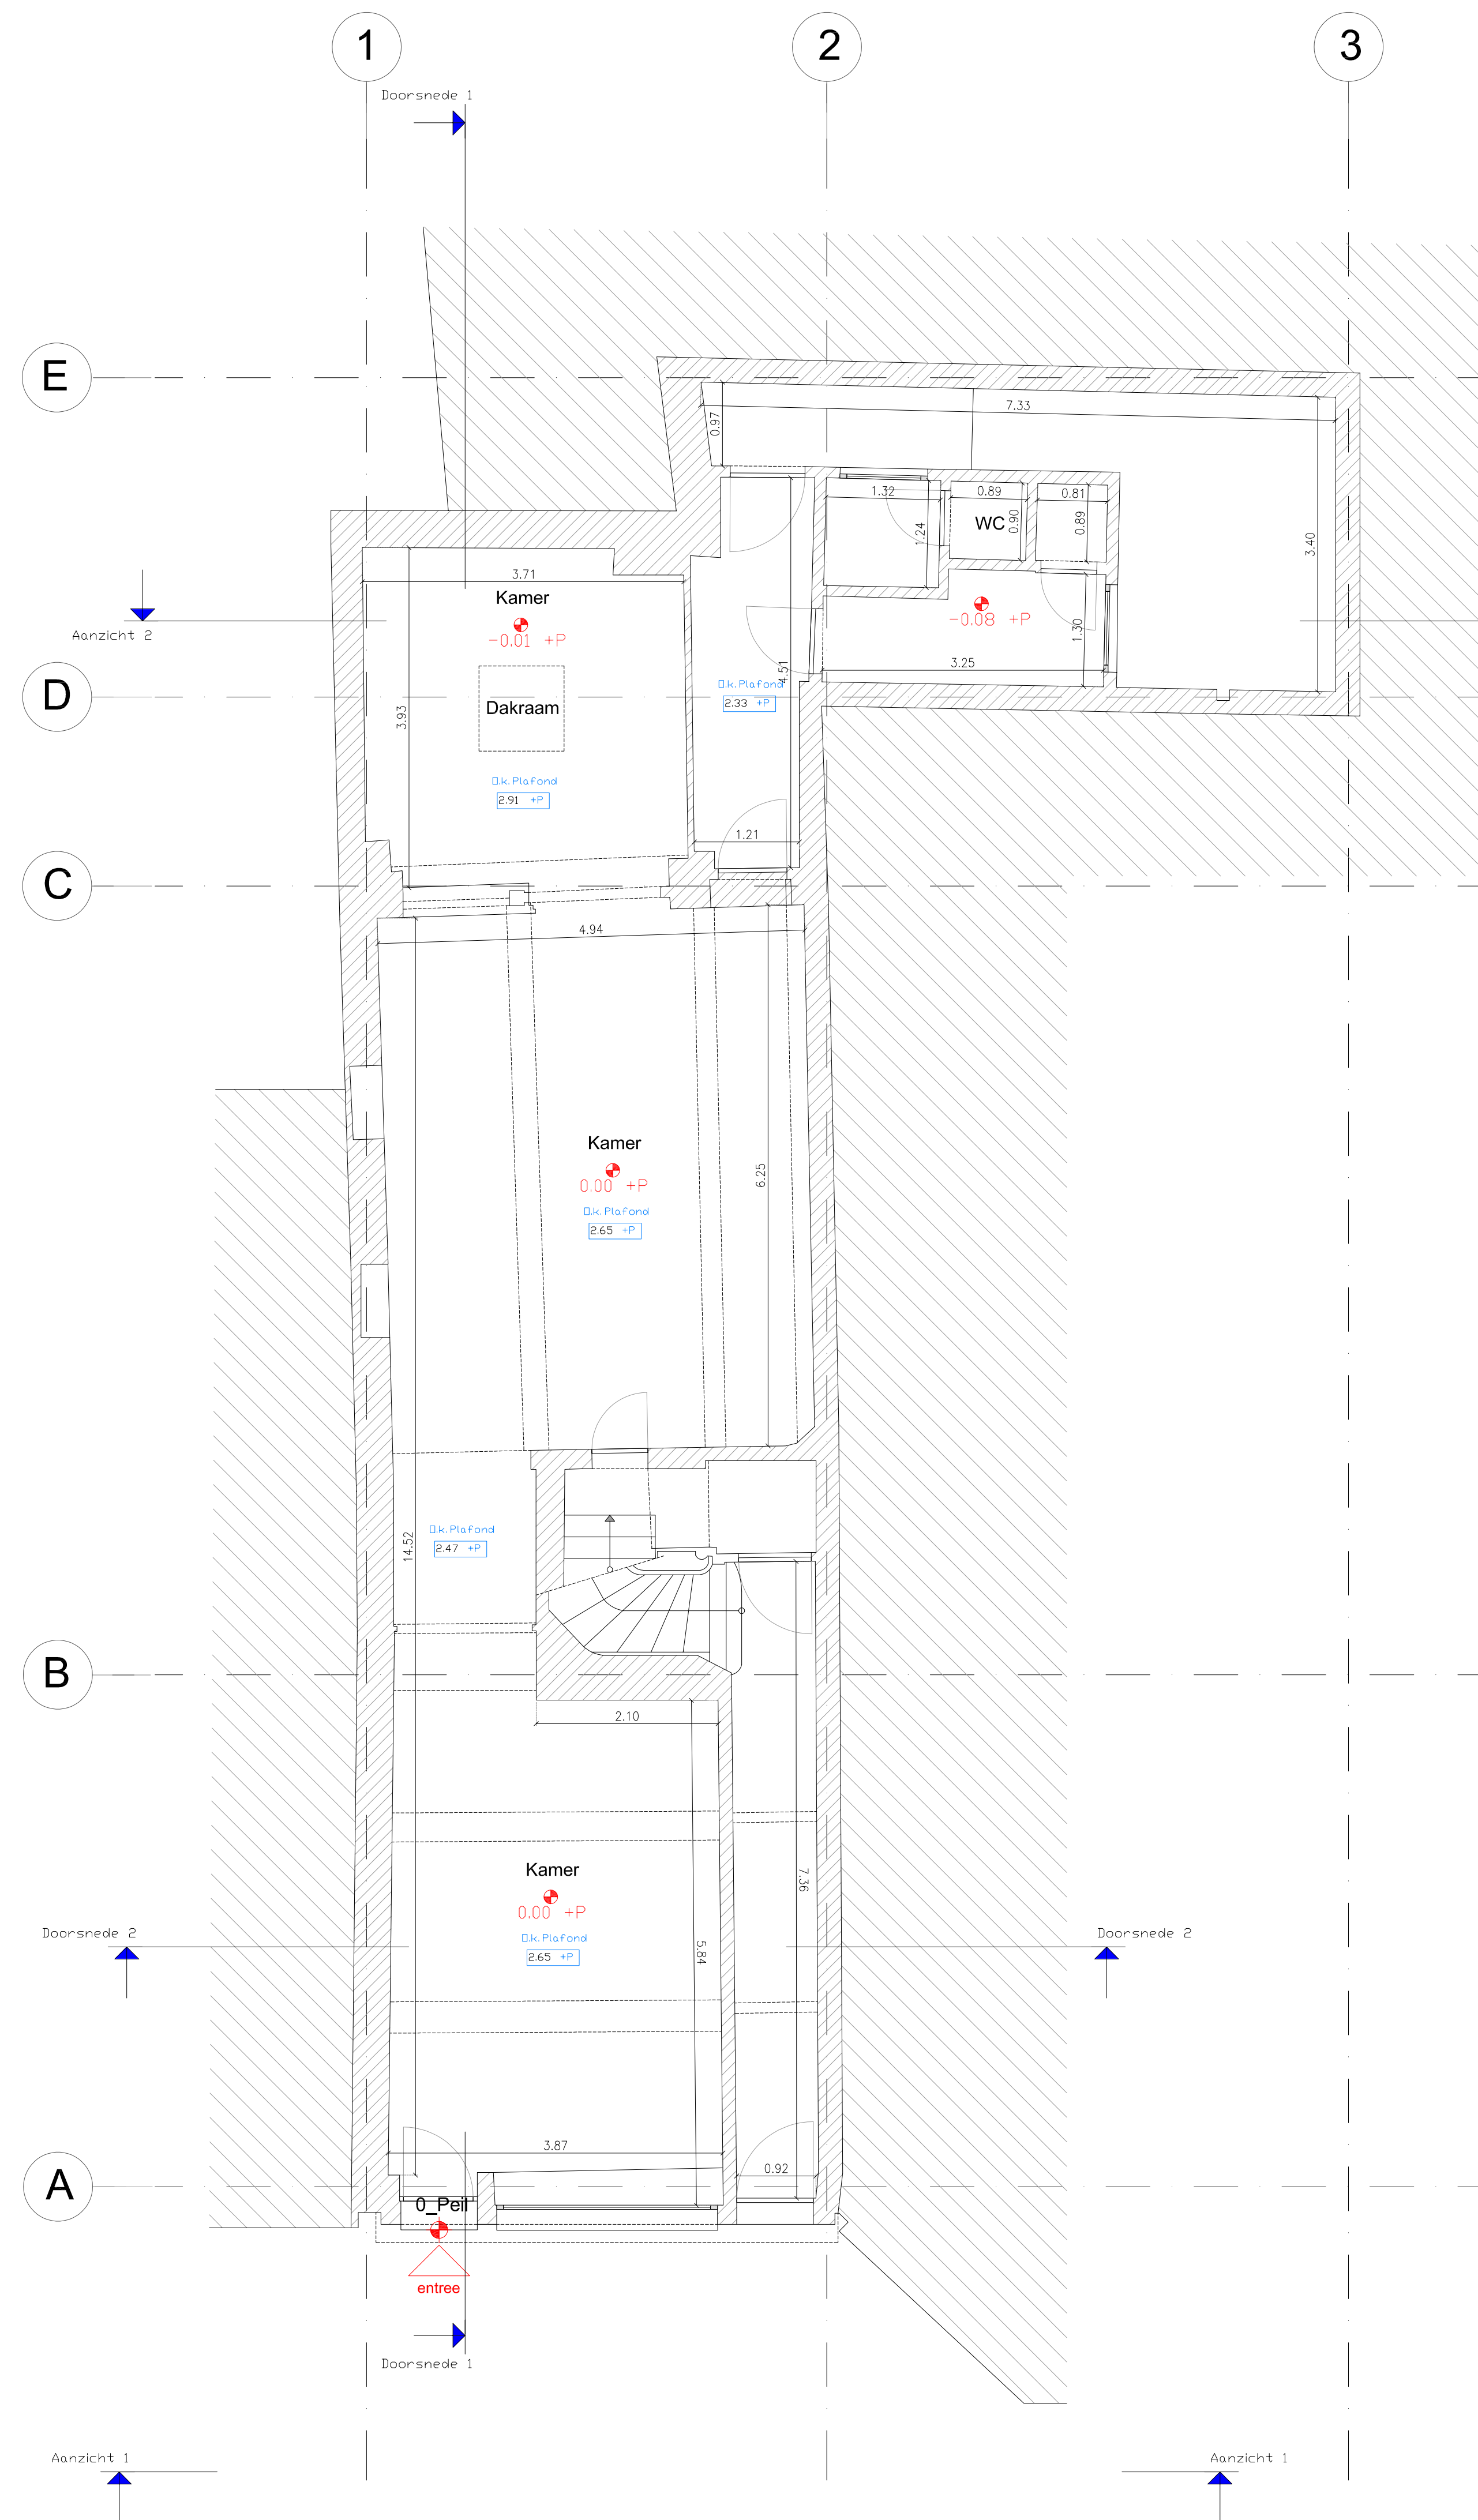 1
2
3
Doorsnede 1
E
7.33
0.97
1.32
0.89
0.81
WC
0.90
0.89
1.24
3.40
3.71
Kamer
-0.01 +P
-0.08 +P
1.30
Aanzicht 2
3.25
4.51
D
O.k. Plafond
2.33 +P
Dakraam
3.93
O.k. Plafond
2.91 +P
1.21
C
4.94
Kamer
6.25
0.00 +P
O.k. Plafond
2.65 +P
14.52
O.k. Plafond
2.47 +P
B
2.10
Kamer
7.36
0.00 +P
Doorsnede 2
Doorsnede 2
O.k. Plafond
2.65 +P
5.84
3.87
0.92
A
0_Peil
entree
Doorsnede 1
Aanzicht 1
Aanzicht 1